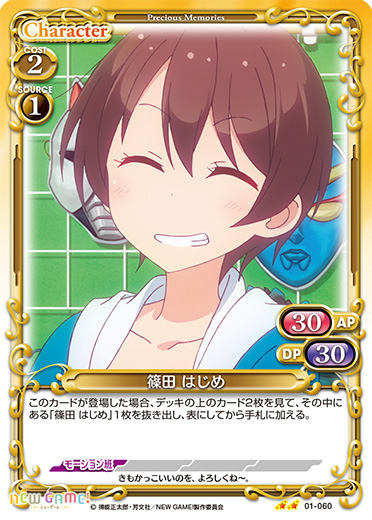 Precious Memories
Character
COST
2
SOURCE
1
30 AP
DP 30
篠田 はじめ
このカードが登場した場合、デッキの上のカード2枚を見て、その中に
ある「篠田 はじめ」1枚を抜き出し、表にしてから手札に加える。
モーション班
きもかっこいいのを、よろしくね〜。
NEW GAME!
© 得能正太郎・芳文社/NEW GAME!製作委員会
01-060